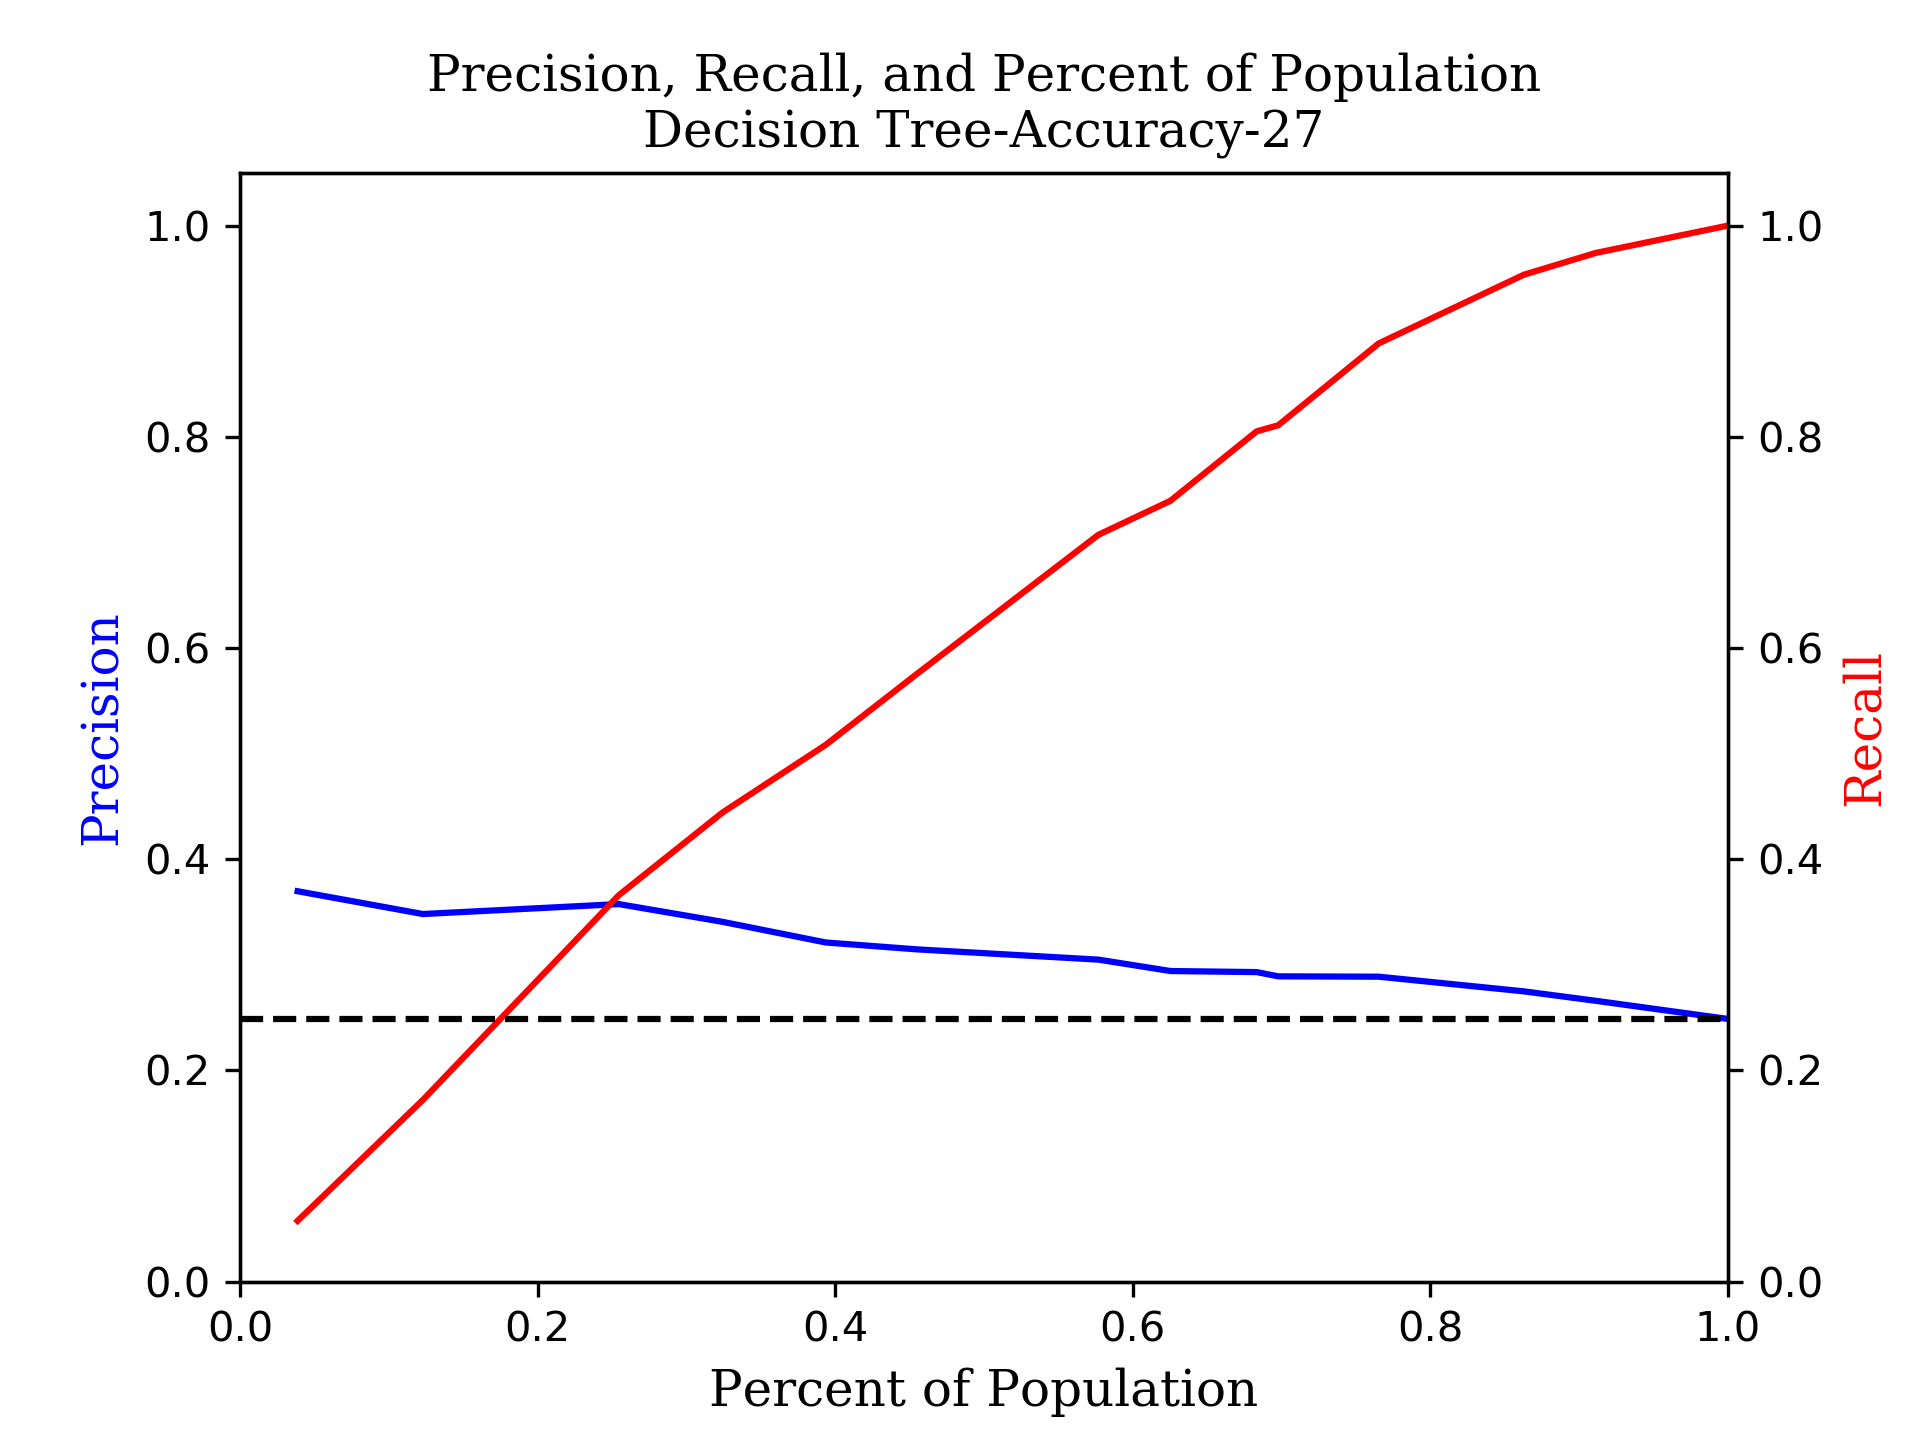 Precision, Recall, and Percent of Population
Decision Tree-Accuracy-27
1.0
0.8
0.6
0.4
0.2
0.0
Precision
1.0
0.8
0.6
0.4
0.2
0.0
Recall
0.0 0.2 0.4 0.6 0.8 1.0
Percent of Population